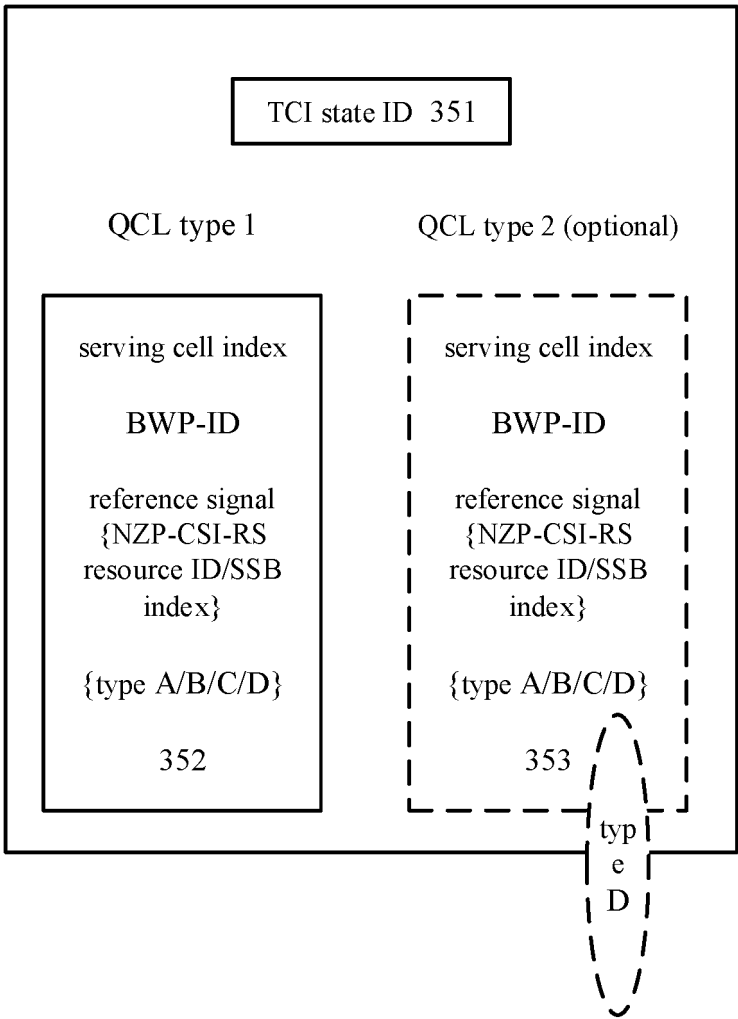 TCI state ID 351
QCL type 1
QCL type 2 (optional)
serving cell index
BWP-ID
reference signal
{NZP-CSI-RS
resource ID/SSB
index}
{type A/B/C/D}
352
serving cell index
BWP-ID
reference signal
{NZP-CSI-RS
resource ID/SSB
index}
{type A/B/C/D}
353
typ
e
D